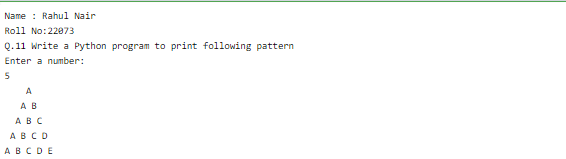 Name : Rahul Nair
Roll No:22073
Q.11 Write a Python program to print following pattern
Enter a number:
5
    A
   A B
  A B C
 A B C D
A B C D E